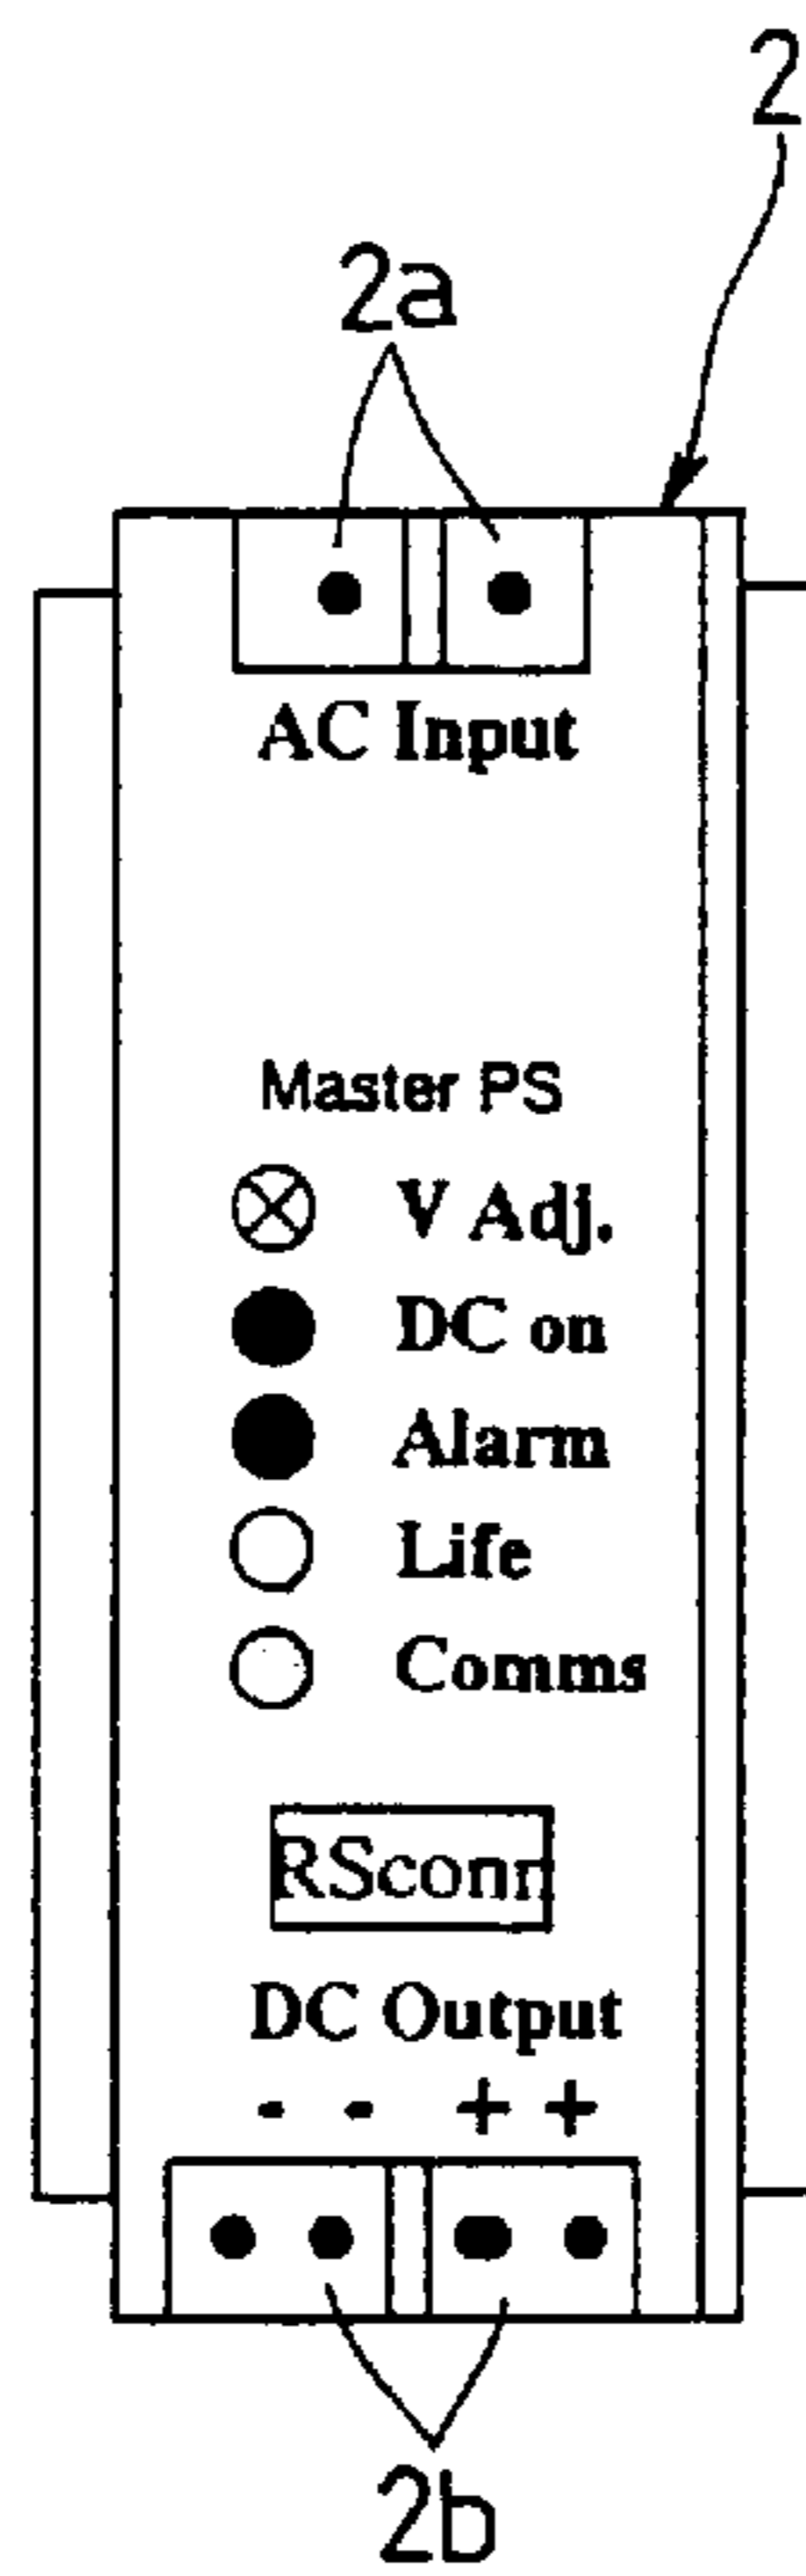 2
2a
AC Input
Master PS
V Adj.
DC on
Alarm
Life
Comms
RSconn
DC Output
- - + +
2b